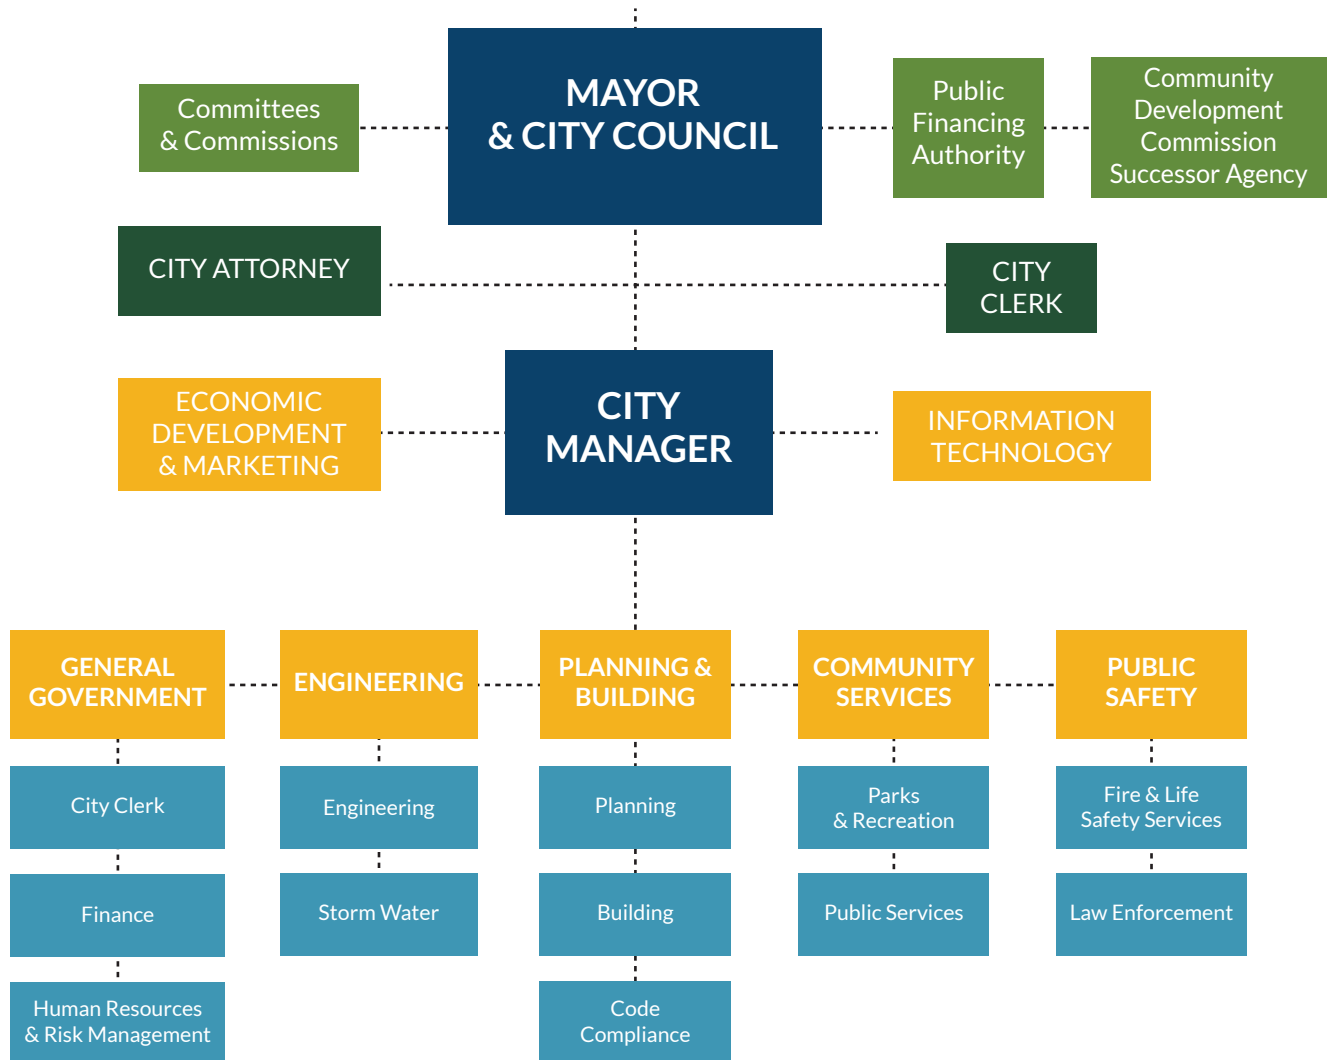 MAYOR
& CITY COUNCIL
Committees
& Commissions
Public
Financing
Authority
Community
Development
Commission
Successor Agency
CITY ATTORNEY
CITY
CLERK
CITY
MANAGER
ECONOMIC
DEVELOPMENT
& MARKETING
INFORMATION
TECHNOLOGY
GENERAL
GOVERNMENT
ENGINEERING
PLANNING &
BUILDING
COMMUNITY
SERVICES
PUBLIC
SAFETY
City Clerk
Engineering
Planning
Parks
& Recreation
Fire & Life
Safety Services
Finance
Storm Water
Building
Public Services
Law Enforcement
Human Resources
& Risk Management
Code
Compliance